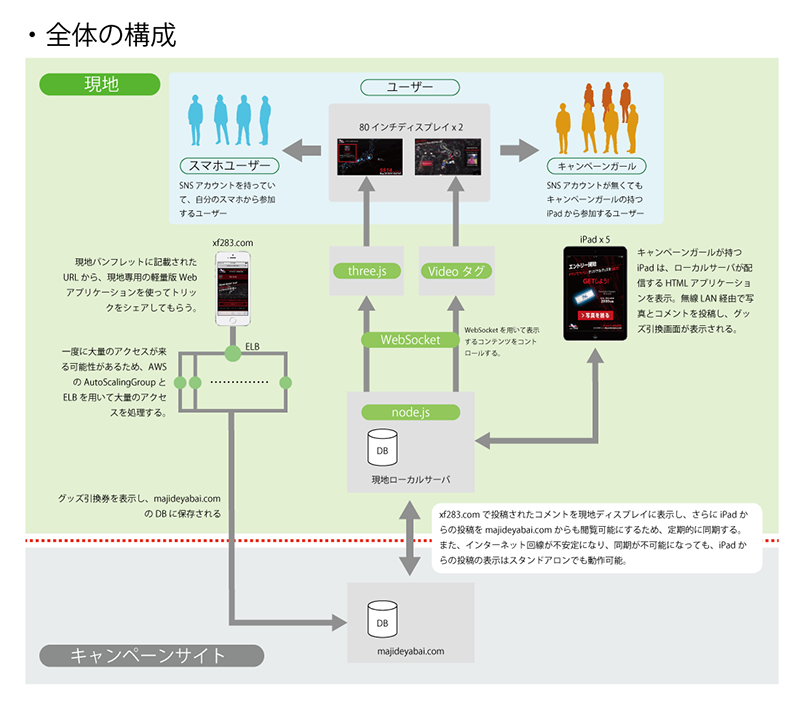 ・全体の構成
現地
ユーザー
80 インチディスプレイ x 2
スマホユーザー
SNS アカウントを持ってい
て、自分のスマホから参加
するユーザー
キャンペーンガール
SNS アカウントが無くても
キャンペーンガールの持つ
iPad から参加するユーザー
xf283.com
現地パンフレットに記載された
URL から、現地専用の軽量版 Web
アプリケーションを使ってトリッ
クをシェアしてもらう。
three.js
Video タグ
iPad x 5
エントリー開始
GETしよう!
写真を撮る
キャンペーンガールが持つ
iPad は、ローカルサーバが配
信する HTML アプリケーショ
ンを表示。無線 LAN 経由で写
真とコメントを投稿し、グッ
ズ引換画面が表示される。
WebSocket
WebSocket を用いて表示
するコンテンツをコント
ロールする。
ELB
一度に大量のアクセスが来
る可能性があるため、AWS
の AutoScalingGroup と
ELB を用いて大量のアクセ
スを処理する。
node.js
DB
現地ローカルサーバ
グッズ引換券を表示し、majideyabai.com
の DB に保存される
xf283.com で投稿されたコメントを現地ディスプレイに表示し、さらに iPad か
らの投稿を majideyabai.com からも閲覧可能にするため、定期的に同期する。
また、インターネット回線が不安定になり、同期が不可能になっても、iPad か
らの投稿の表示はスタンドアロンでも動作可能。
DB
majideyabai.com
キャンペーンサイト